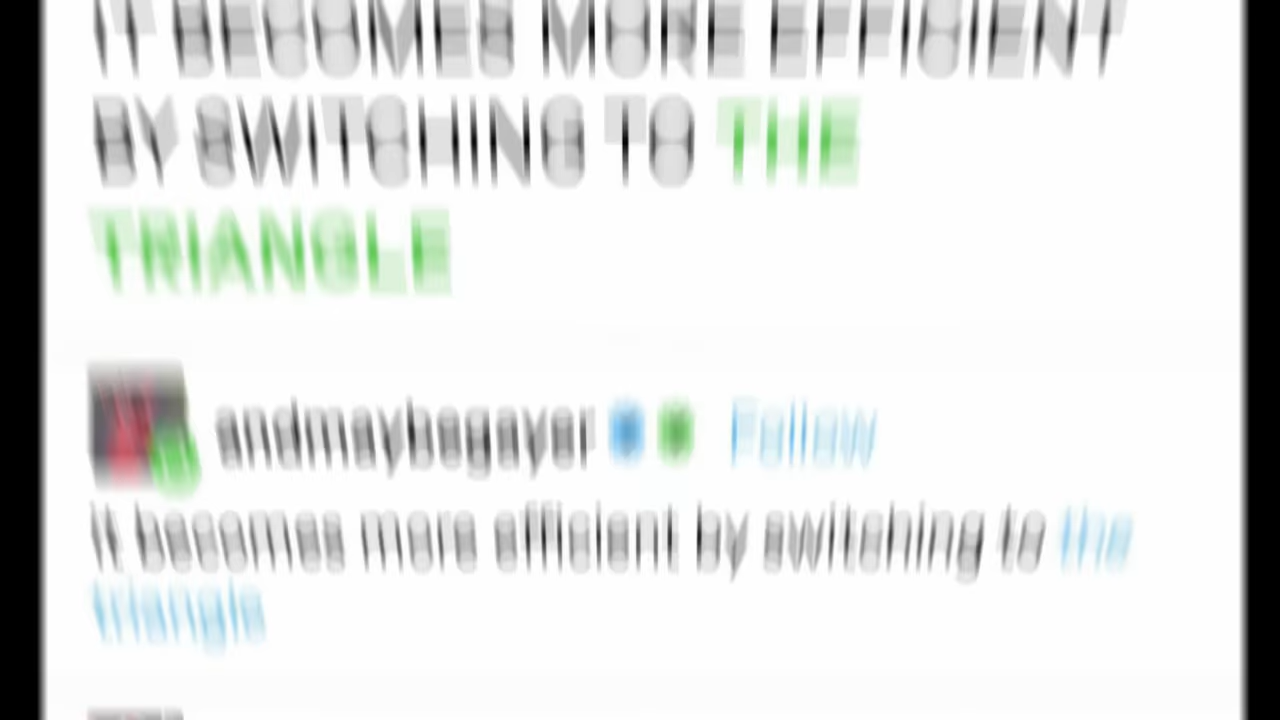 IT BECOMES MORE EFFICIENT
BY SWITCHING TO THE
TRIANGLE
andmaybegayer Follow
It becomes more efficient by switching to the
triangle